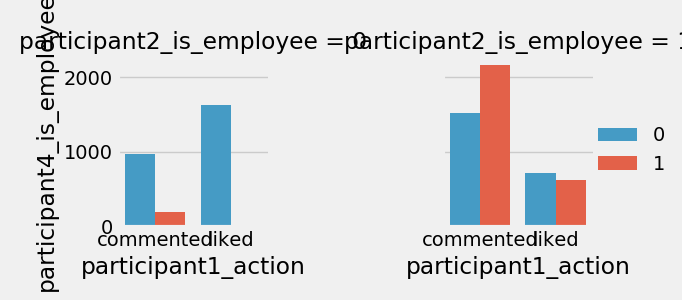 participant2_is_employee = 0
participant2_is_employee = 1
participant4_is_employee
2000
1000
0
commented
liked
commented
liked
participant1_action
participant1_action
0
1